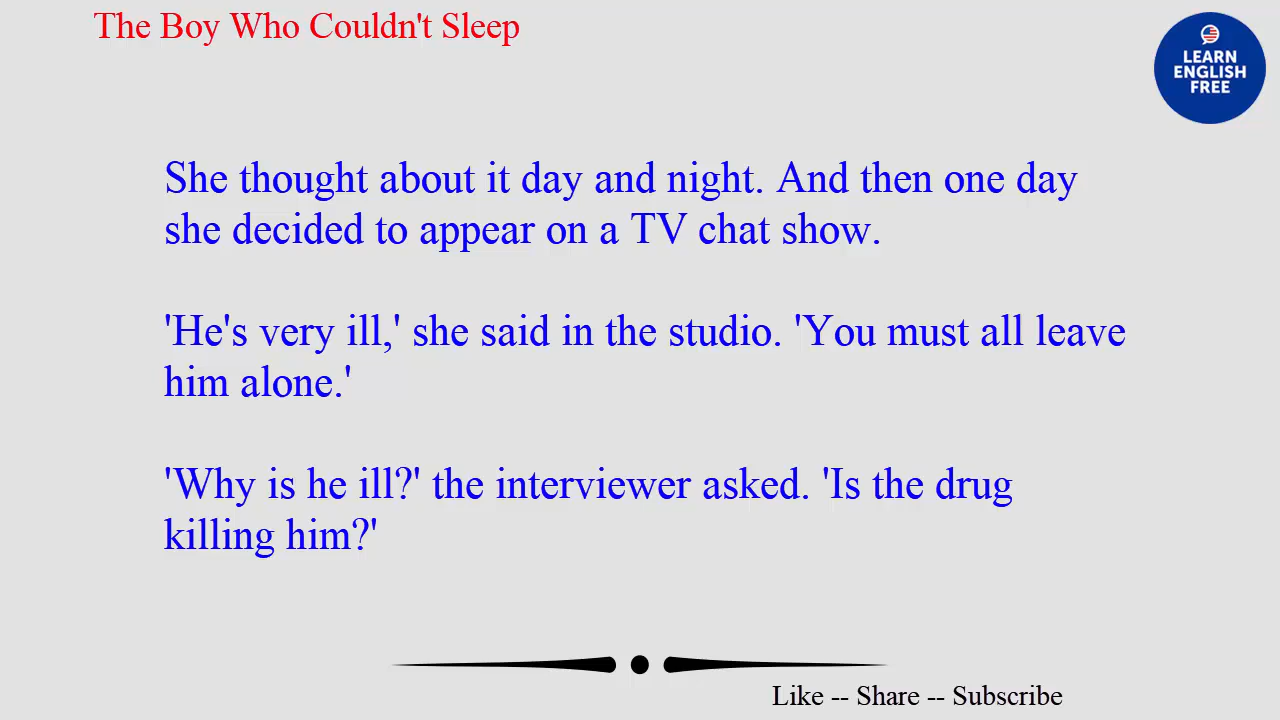 The Boy Who Couldn't Sleep
LEARN
ENGLISH
FREE
She thought about it day and night. And then one day
she decided to appear on a TV chat show.
'He's very ill,' she said in the studio. 'You must all leave
him alone.'
'Why is he ill?' the interviewer asked. 'Is the drug
killing him?'
Like -- Share -- Subscribe